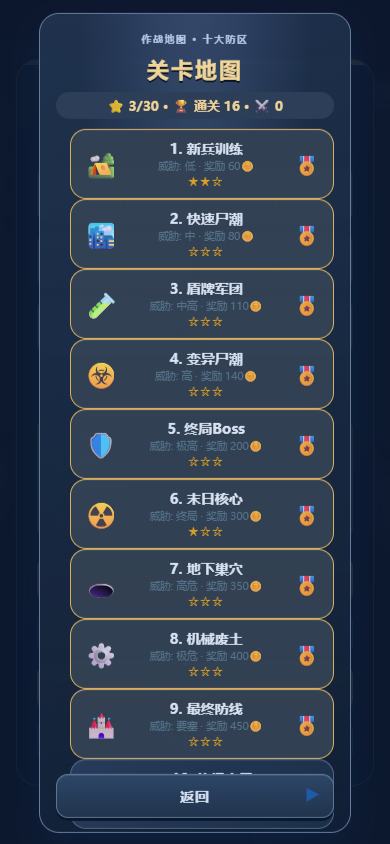 作战地图 • 十大防区
关卡地图
⭐ 3/30 • 🏆 通关 16 • ⚔️ 0
1. 新兵训练
威胁: 低 · 奖励 60
★★☆
2. 快速尸潮
威胁: 中 · 奖励 80
☆☆☆
3. 盾牌军团
威胁: 中高 · 奖励 110
☆☆☆
4. 变异尸潮
威胁: 高 · 奖励 140
☆☆☆
5. 终局Boss
威胁: 极高 · 奖励 200
☆☆☆
6. 末日核心
威胁: 终局 · 奖励 300
★☆☆
7. 地下巢穴
威胁: 高危 · 奖励 350
☆☆☆
8. 机械废土
威胁: 极危 · 奖励 400
☆☆☆
9. 最终防线
威胁: 要塞 · 奖励 450
☆☆☆
返回